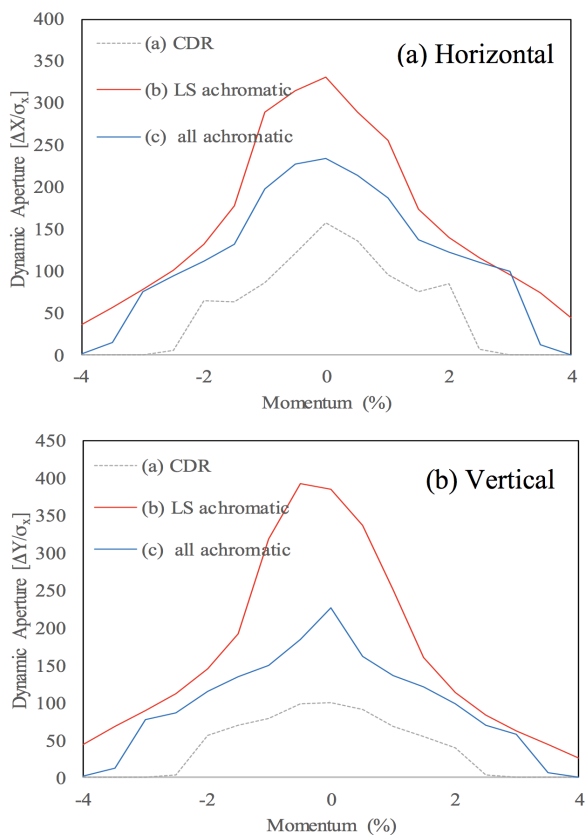 400
350
300
250
200
150
100
50
0
Dynamic Aperture [ΔX/σx]
(a) CDR
(b) LS achromatic
(c) all achromatic
(a) Horizontal
-4 -2 0 2 4
Momentum (%)
450
400
350
300
250
200
150
100
50
0
Dynamic Aperture [ΔY/σx]
(a) CDR
(b) LS achromatic
(c) all achromatic
(b) Vertical
-4 -2 0 2 4
Momentum (%)